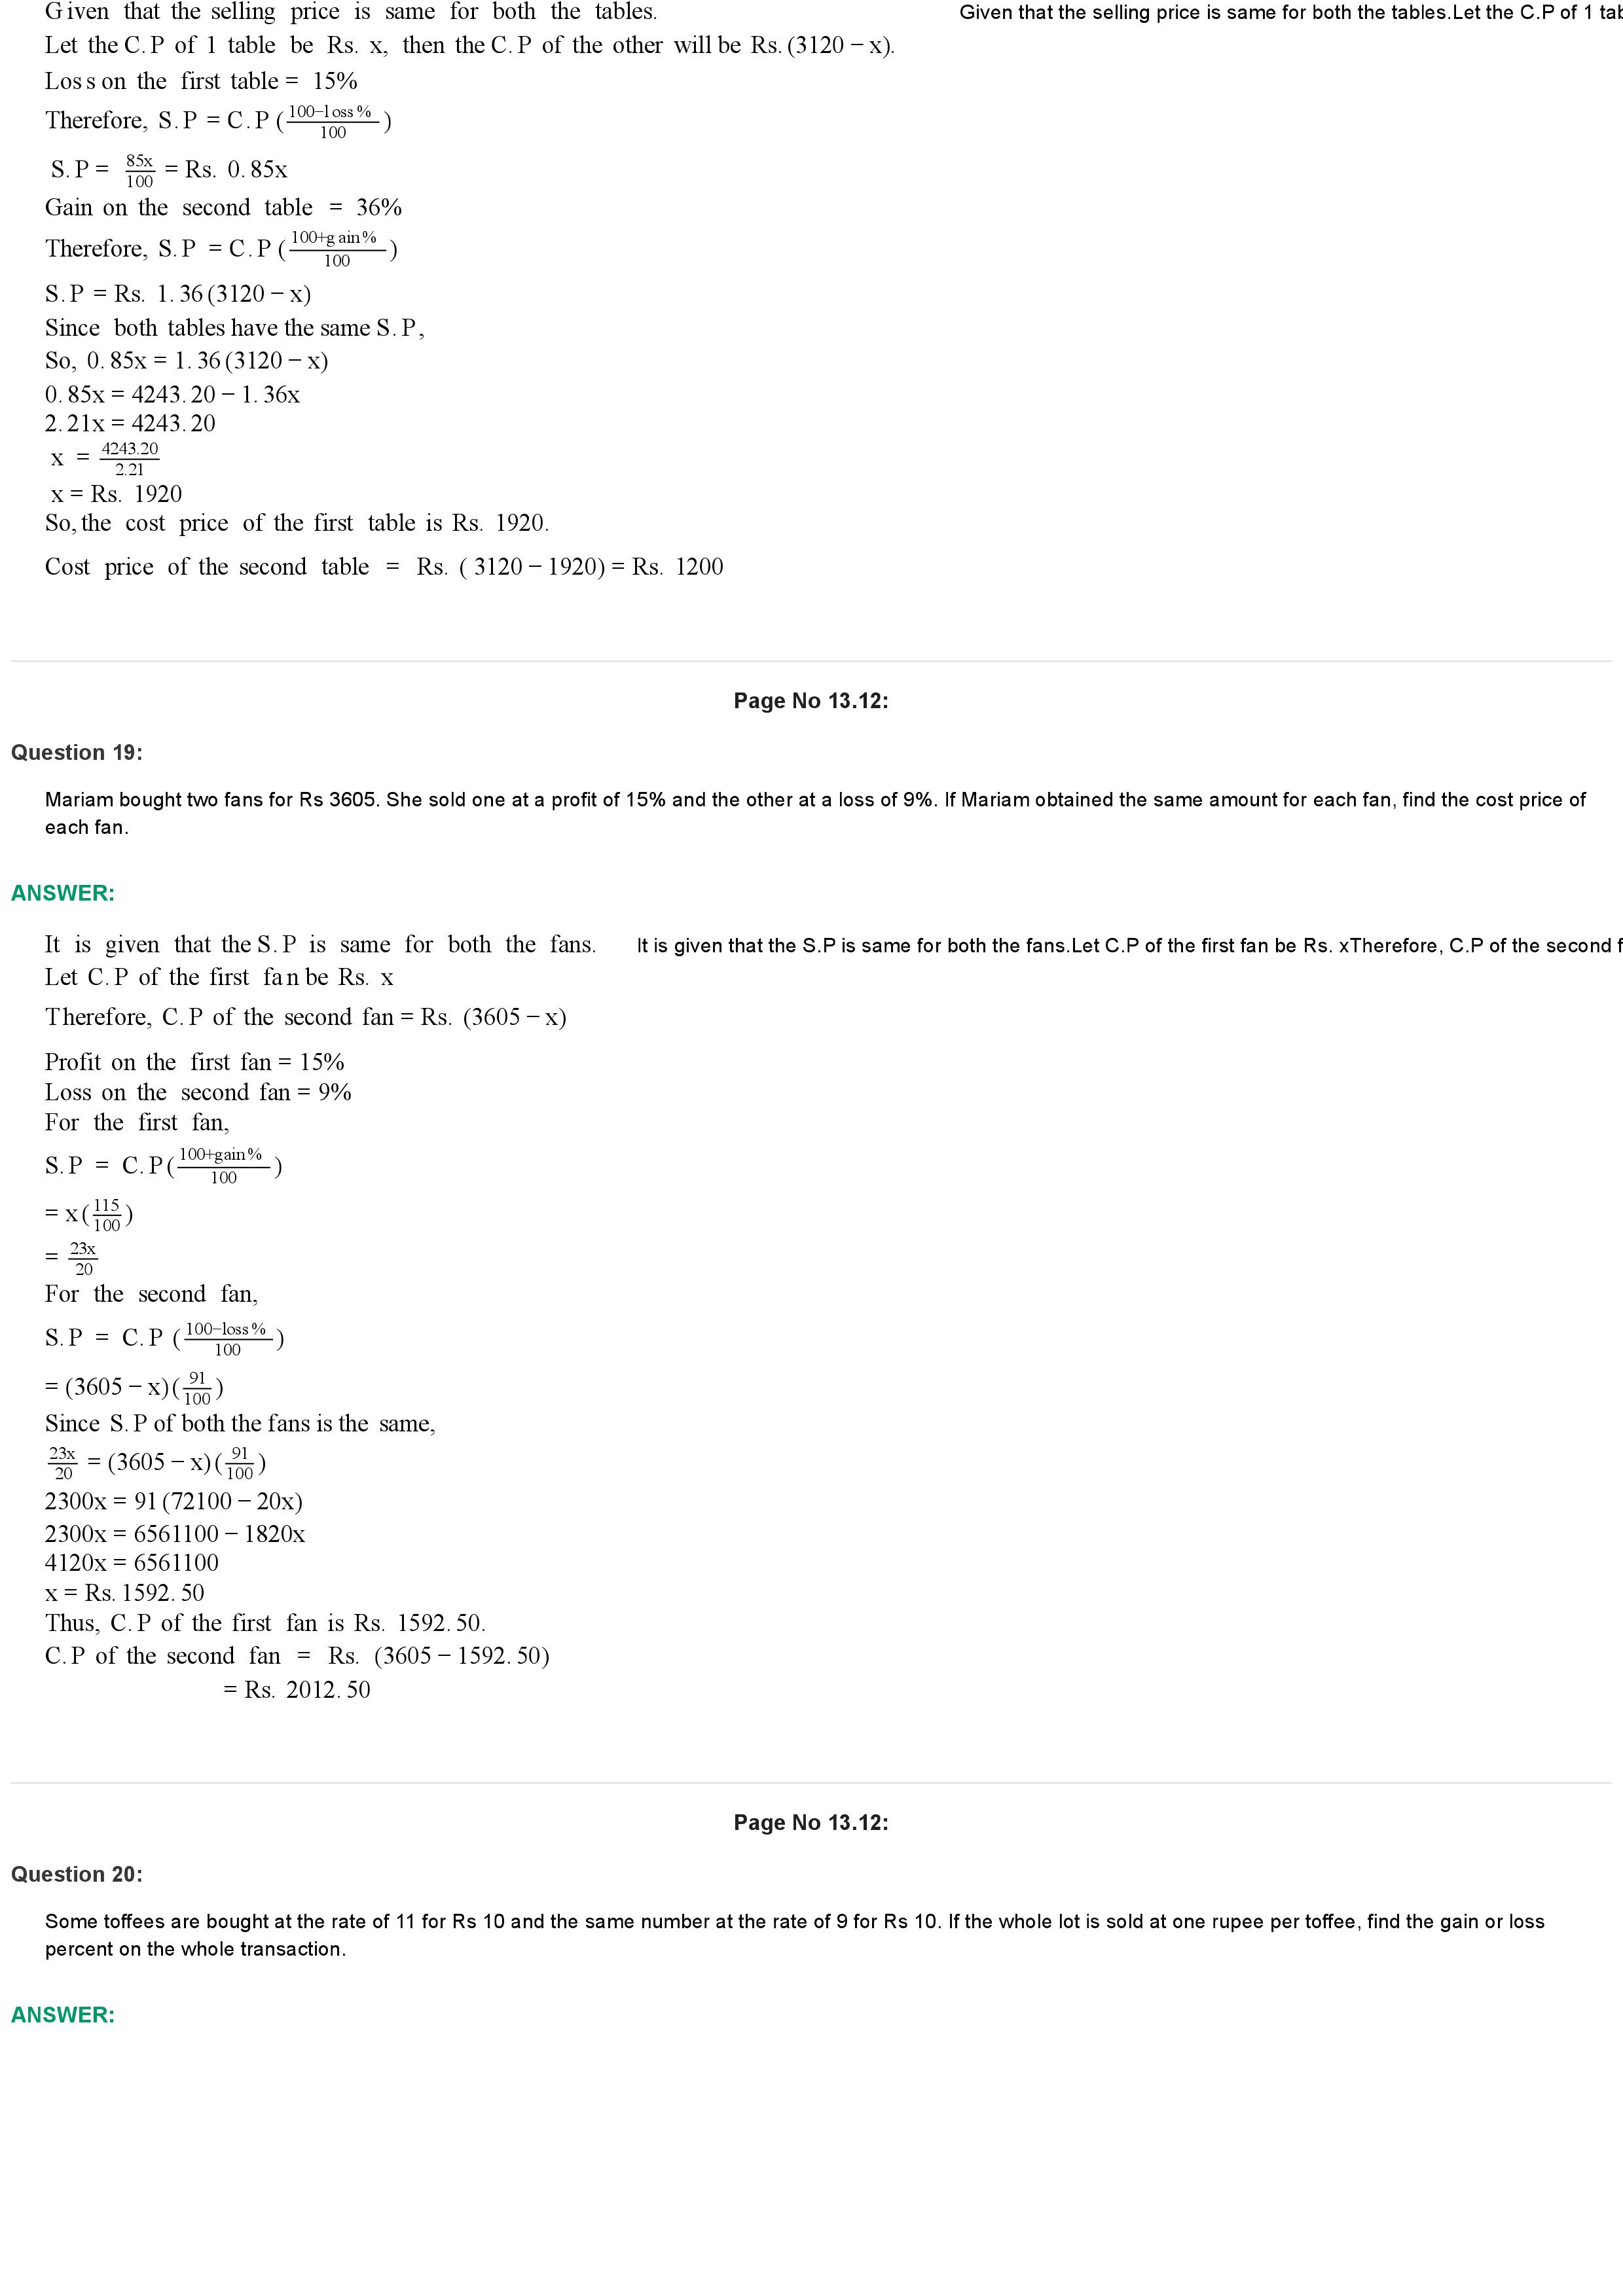 Given that the selling price is same for both the tables. Given that the selling price is same for both the tables.Let the C.P of 1 tab
Let the C.P of 1 table be Rs. x, then the C.P of the other will be Rs. (3120 − x).
Loss on the first table = 15%
Therefore, S.P = C.P (100−loss%/100)
S.P = 85x/100 = Rs. 0.85x
Gain on the second table = 36%
Therefore, S.P = C.P (100+gain%/100)
S.P = Rs. 1.36 (3120 − x)
Since both tables have the same S.P,
So, 0.85x = 1.36 (3120 − x)
0.85x = 4243.20 − 1.36x
2.21x = 4243.20
x = 4243.20/2.21
x = Rs. 1920
So, the cost price of the first table is Rs. 1920.
Cost price of the second table = Rs. ( 3120 − 1920) = Rs. 1200
Page No 13.12:
Question 19:
Mariam bought two fans for Rs 3605. She sold one at a profit of 15% and the other at a loss of 9%. If Mariam obtained the same amount for each fan, find the cost price of
each fan.
ANSWER:
It is given that the S.P is same for both the fans. It is given that the S.P is same for both the fans.Let C.P of the first fan be Rs. xTherefore, C.P of the second f
Let C.P of the first fan be Rs. x
Therefore, C.P of the second fan = Rs. (3605 − x)
Profit on the first fan = 15%
Loss on the second fan = 9%
For the first fan,
S.P = C.P (100+gain%/100)
= x (115/100)
= 23x/20
For the second fan,
S.P = C.P (100−loss%/100)
= (3605 − x) (91/100)
Since S.P of both the fans is the same,
23x/20 = (3605 − x) (91/100)
2300x = 91 (72100 − 20x)
2300x = 6561100 − 1820x
4120x = 6561100
x = Rs. 1592.50
Thus, C.P of the first fan is Rs. 1592.50.
C.P of the second fan = Rs. (3605 − 1592.50)
= Rs. 2012.50
Page No 13.12:
Question 20:
Some toffees are bought at the rate of 11 for Rs 10 and the same number at the rate of 9 for Rs 10. If the whole lot is sold at one rupee per toffee, find the gain or loss
percent on the whole transaction.
ANSWER: